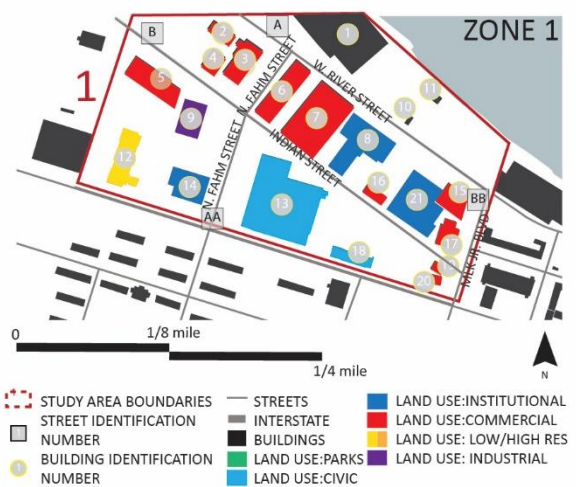 ZONE 1
1
A
B
AA
BB
W. RIVER STREET
N. FAHM STREET
N. FAHM STREET
INDIAN STREET
MLK JR. BLVD
1
2
3
4
5
6
7
8
9
10
11
12
13
14
15
16
17
18
20
21
0
1/8 mile
1/4 mile
N
STUDY AREA BOUNDARIES
STREET IDENTIFICATION
NUMBER
1
BUILDING IDENTIFICATION
NUMBER
1
STREETS
INTERSTATE
BUILDINGS
LAND USE:PARKS
LAND USE:CIVIC
LAND USE:INSTITUTIONAL
LAND USE:COMMERCIAL
LAND USE: LOW/HIGH RES
LAND USE: INDUSTRIAL